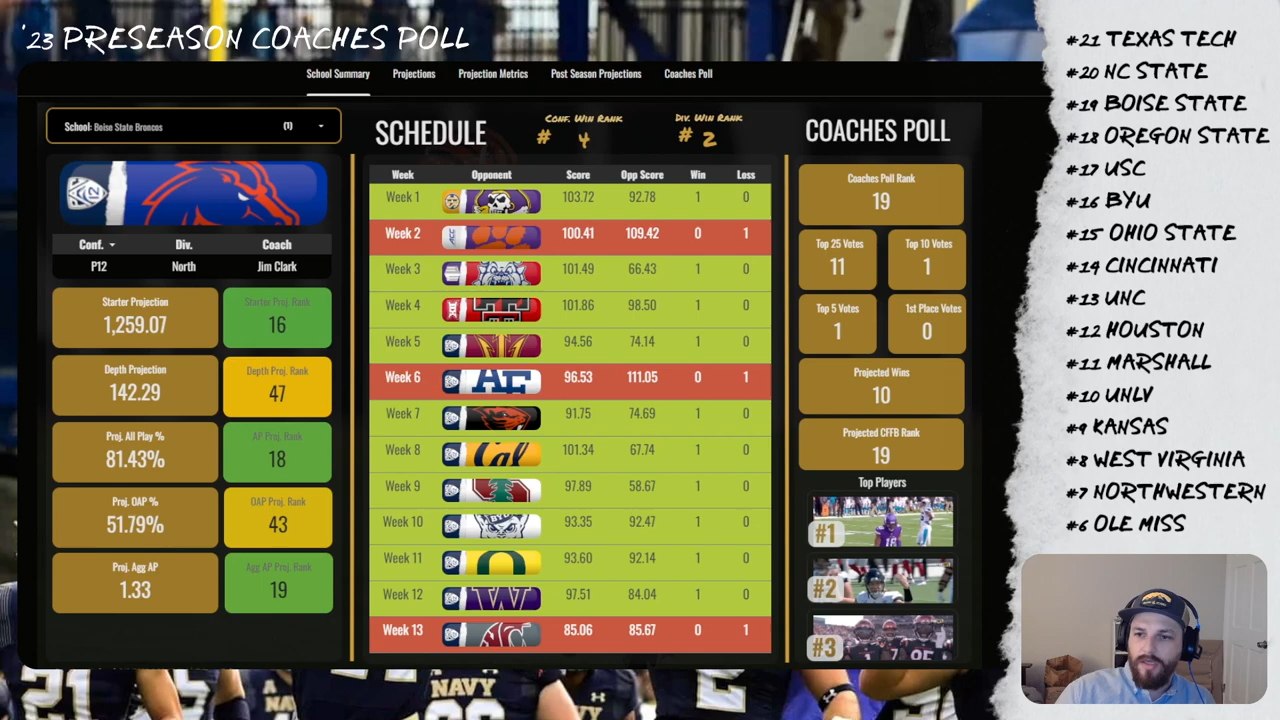 '23 PRESEASON COACHES POLL
School Summary Projections Projection Metrics Post Season Projections Coaches Poll
School: Boise State Broncos (1)
PAC 12
Conf. Div. Coach
P12 North Jim Clark
Starter Projection
1,259.07
Starter Proj. Rank
16
Depth Projection
142.29
Depth Proj. Rank
47
Proj. All Play %
81.43%
AP Proj. Rank
18
Proj. OAP %
51.79%
OAP Proj. Rank
43
Proj. Agg AP
1.33
Agg AP Proj. Rank
19
SCHEDULE
CONF. WIN RANK
# 4
DIV. WIN RANK
# 2
Week Opponent Score Opp Score Win Loss
Week 1 103.72 92.78 1 0
Week 2 ACC 100.41 109.42 0 1
Week 3 101.49 66.43 1 0
Week 4 XII T 101.86 98.50 1 0
Week 5 94.56 74.14 1 0
Week 6 AF 96.53 111.05 0 1
Week 7 91.75 74.69 1 0
Week 8 Cal 101.34 67.74 1 0
Week 9 S 97.89 58.67 1 0
Week 10 BYU 93.35 92.47 1 0
Week 11 O 93.60 92.14 1 0
Week 12 W 97.51 84.04 1 0
Week 13 85.06 85.67 0 1
COACHES POLL
Coaches Poll Rank
19
Top 25 Votes
11
Top 10 Votes
1
Top 5 Votes
1
1st Place Votes
0
Projected Wins
10
Projected CFFB Rank
19
Top Players
#1
#2
#3
#21 TEXAS TECH
#20 NC STATE
#19 BOISE STATE
#18 OREGON STATE
#17 USC
#16 BYU
#15 OHIO STATE
#14 CINCINNATI
#13 UNC
#12 HOUSTON
#11 MARSHALL
#10 UNLV
#9 KANSAS
#8 WEST VIRGINIA
#7 NORTHWESTERN
#6 OLE MISS
21
NAVY
2